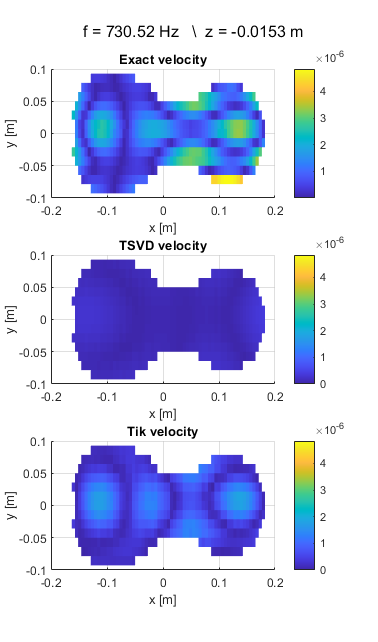 f = 730.52 Hz \ z = -0.0153 m
Exact velocity
×10-6
0.1
0.05
0
-0.05
-0.1
y [m]
-0.2 -0.1 0 0.1 0.2
x [m]
4
3
2
1
TSVD velocity
×10-6
0.1
0.05
0
-0.05
-0.1
y [m]
-0.2 -0.1 0 0.1 0.2
x [m]
4
3
2
1
0
Tik velocity
×10-6
0.1
0.05
0
-0.05
-0.1
y [m]
-0.2 -0.1 0 0.1 0.2
x [m]
4
3
2
1
0